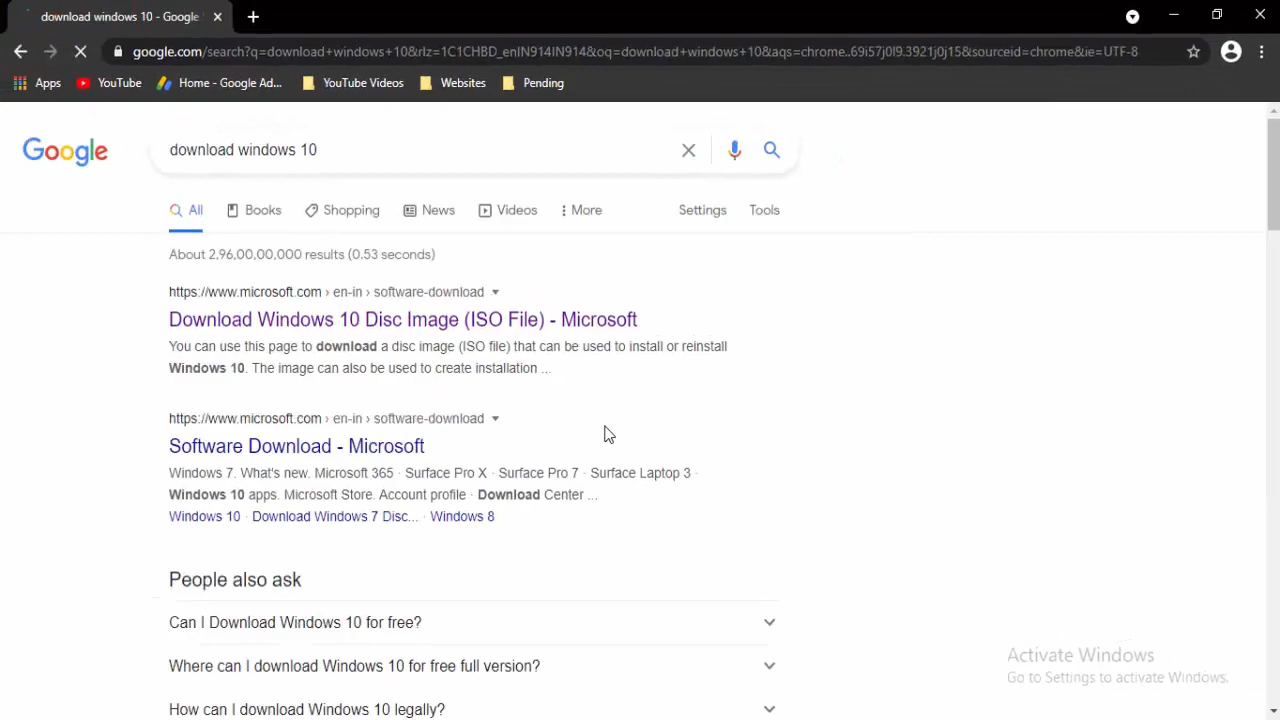 download windows 10 - Google
google.com/search?q=download+windows+10&rlz=1C1CHBD_enIN914IN914&oq=download+windows+10&aqs=chrome..69i57j0l9.3921j0j15&sourceid=chrome&ie=UTF-8
Apps YouTube Home - Google Ad... YouTube Videos Websites Pending
Google download windows 10
All Books Shopping News Videos More Settings Tools
About 2,96,00,00,000 results (0.53 seconds)
https://www.microsoft.com › en-in › software-download
Download Windows 10 Disc Image (ISO File) - Microsoft
You can use this page to download a disc image (ISO file) that can be used to install or reinstall
Windows 10. The image can also be used to create installation ...
https://www.microsoft.com › en-in › software-download
Software Download - Microsoft
Windows 7. What's new. Microsoft 365 · Surface Pro X · Surface Pro 7 · Surface Laptop 3 ·
Windows 10 apps. Microsoft Store. Account profile · Download Center ...
Windows 10 · Download Windows 7 Disc... · Windows 8
People also ask
Can I Download Windows 10 for free?
Where can I download Windows 10 for free full version?
How can I download Windows 10 legally?
Activate Windows
Go to Settings to activate Windows.